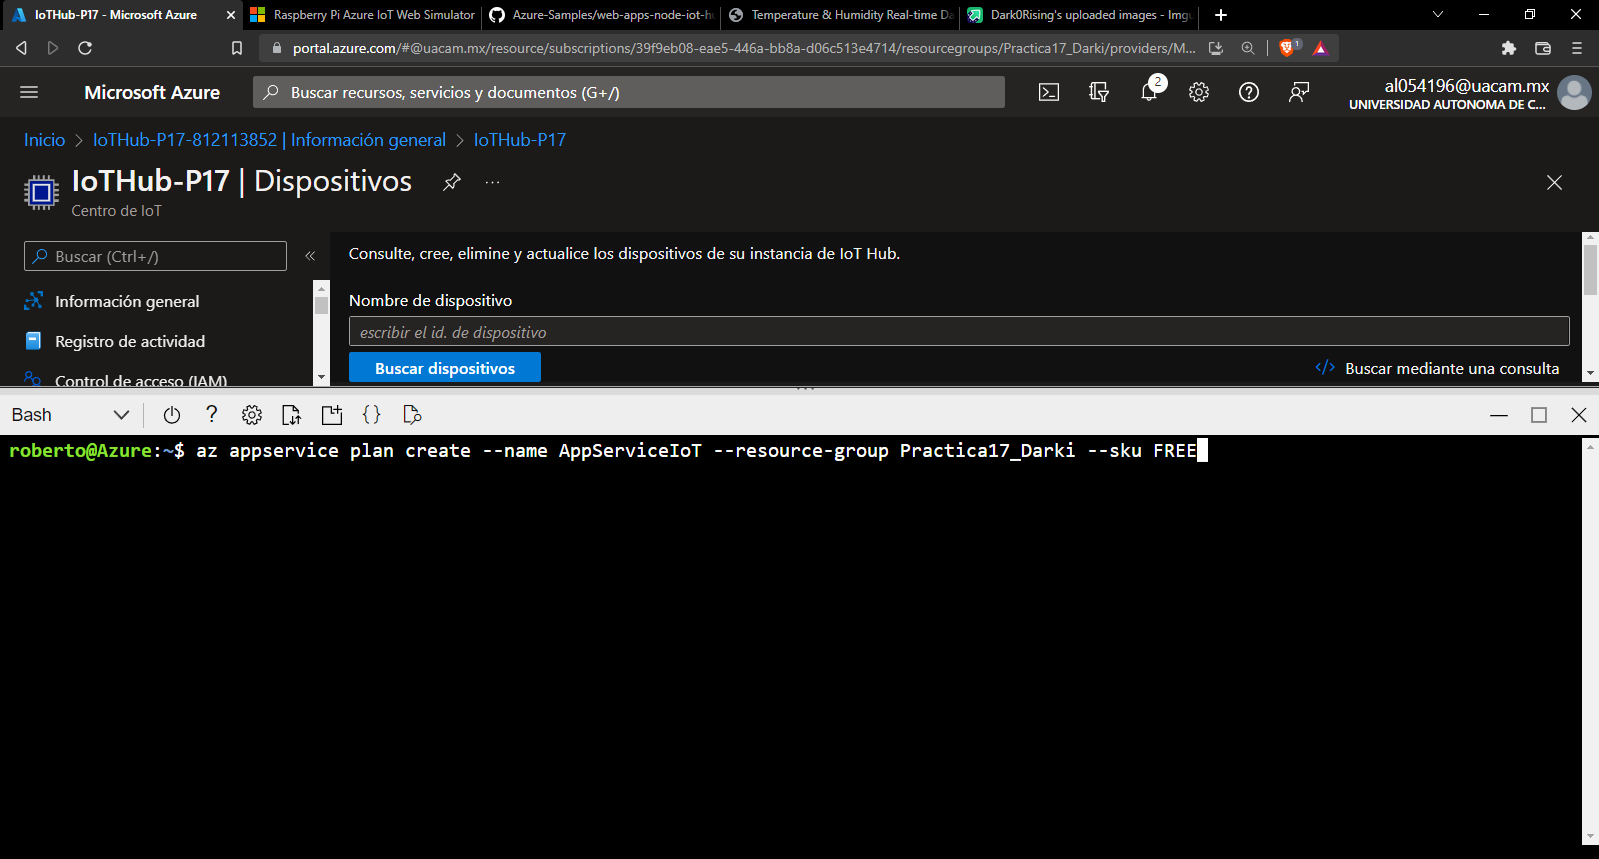 IoTHub-P17 - Microsoft Azure
Raspberry Pi Azure IoT Web Simulator
Azure-Samples/web-apps-node-iot-hu
Temperature & Humidity Real-time Da
Dark0Rising's uploaded images - Imgu
portal.azure.com/#@uacam.mx/resource/subscriptions/39f9eb08-eae5-446a-bb8a-d06c513e4714/resourcegroups/Practica17_Darki/providers/M...
1
Microsoft Azure
Buscar recursos, servicios y documentos (G+/)
2
al054196@uacam.mx
UNIVERSIDAD AUTONOMA DE C...
Inicio > IoTHub-P17-812113852 | Información general > IoTHub-P17
IoTHub-P17 | Dispositivos
...
Centro de IoT
Buscar (Ctrl+/)
«
Información general
Registro de actividad
Control de acceso (IAM)
Consulte, cree, elimine y actualice los dispositivos de su instancia de IoT Hub.
Nombre de dispositivo
escribir el id. de dispositivo
Buscar dispositivos
</> Buscar mediante una consulta
Bash
?
{}
roberto@Azure:~$ az appservice plan create --name AppServiceIoT --resource-group Practica17_Darki --sku FREE